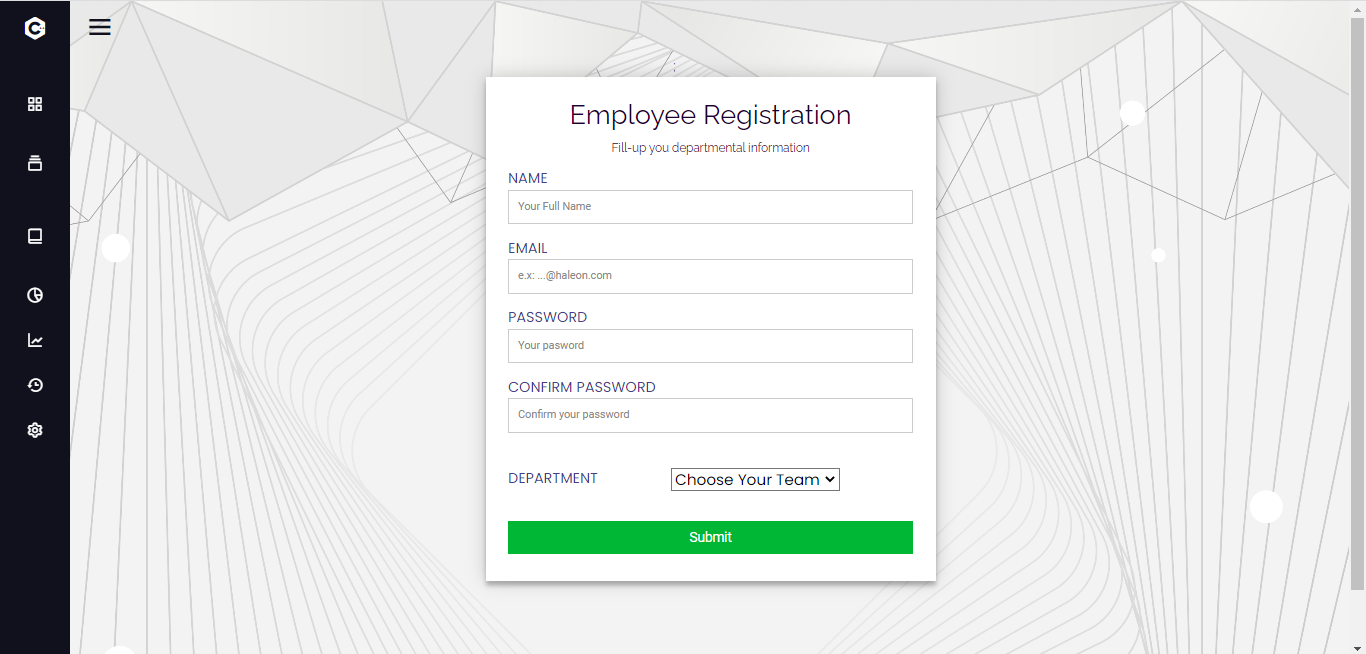 Employee Registration
Fill-up you departmental information
NAME
Your Full Name
EMAIL
e.x: ...@haleon.com
PASSWORD
Your pasword
CONFIRM PASSWORD
Confirm your password
DEPARTMENT Choose Your Team
Submit